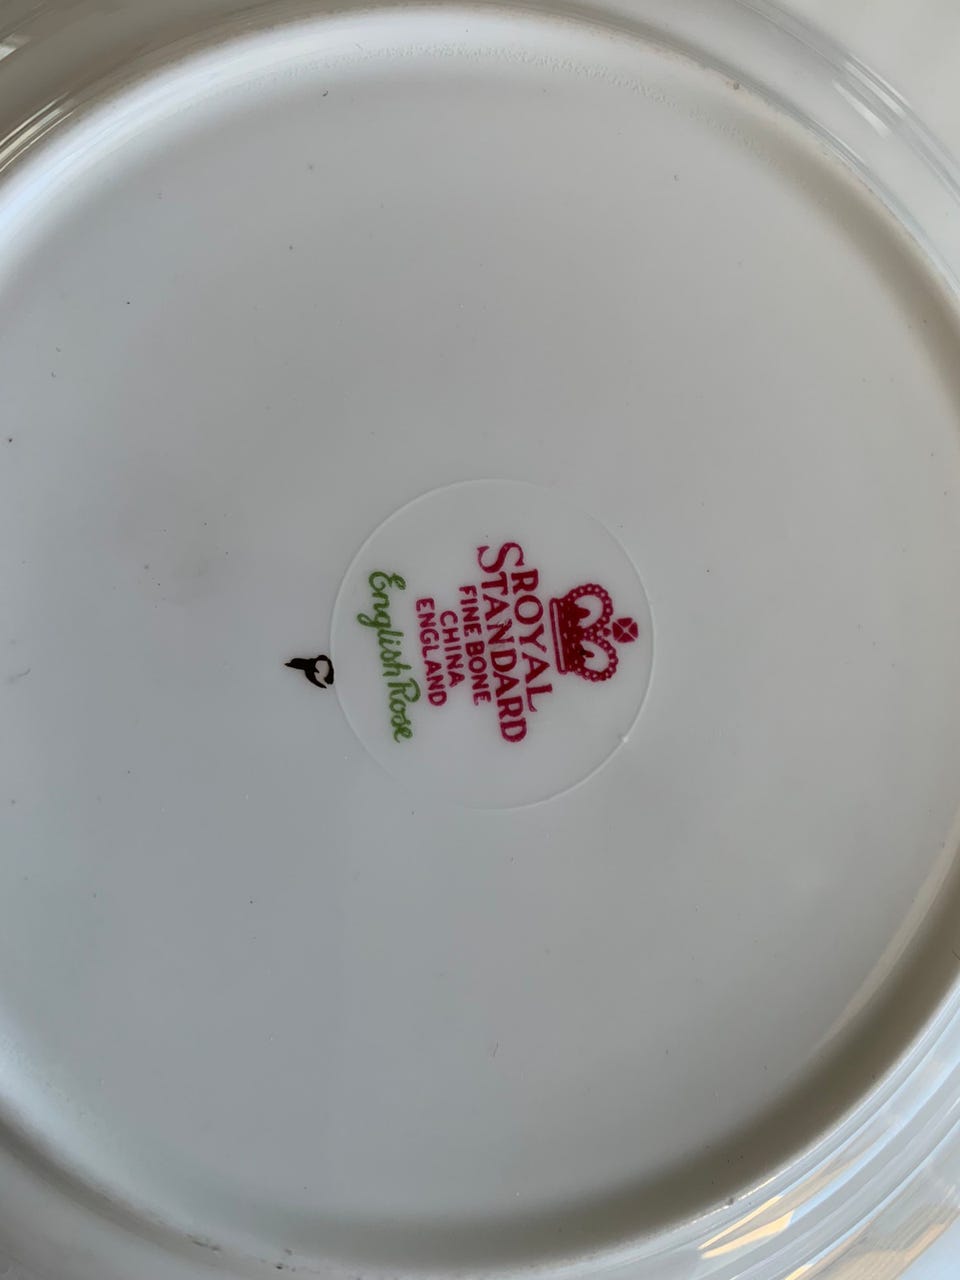 ROYAL
STANDARD
FINE BONE
CHINA
ENGLAND
English Rose